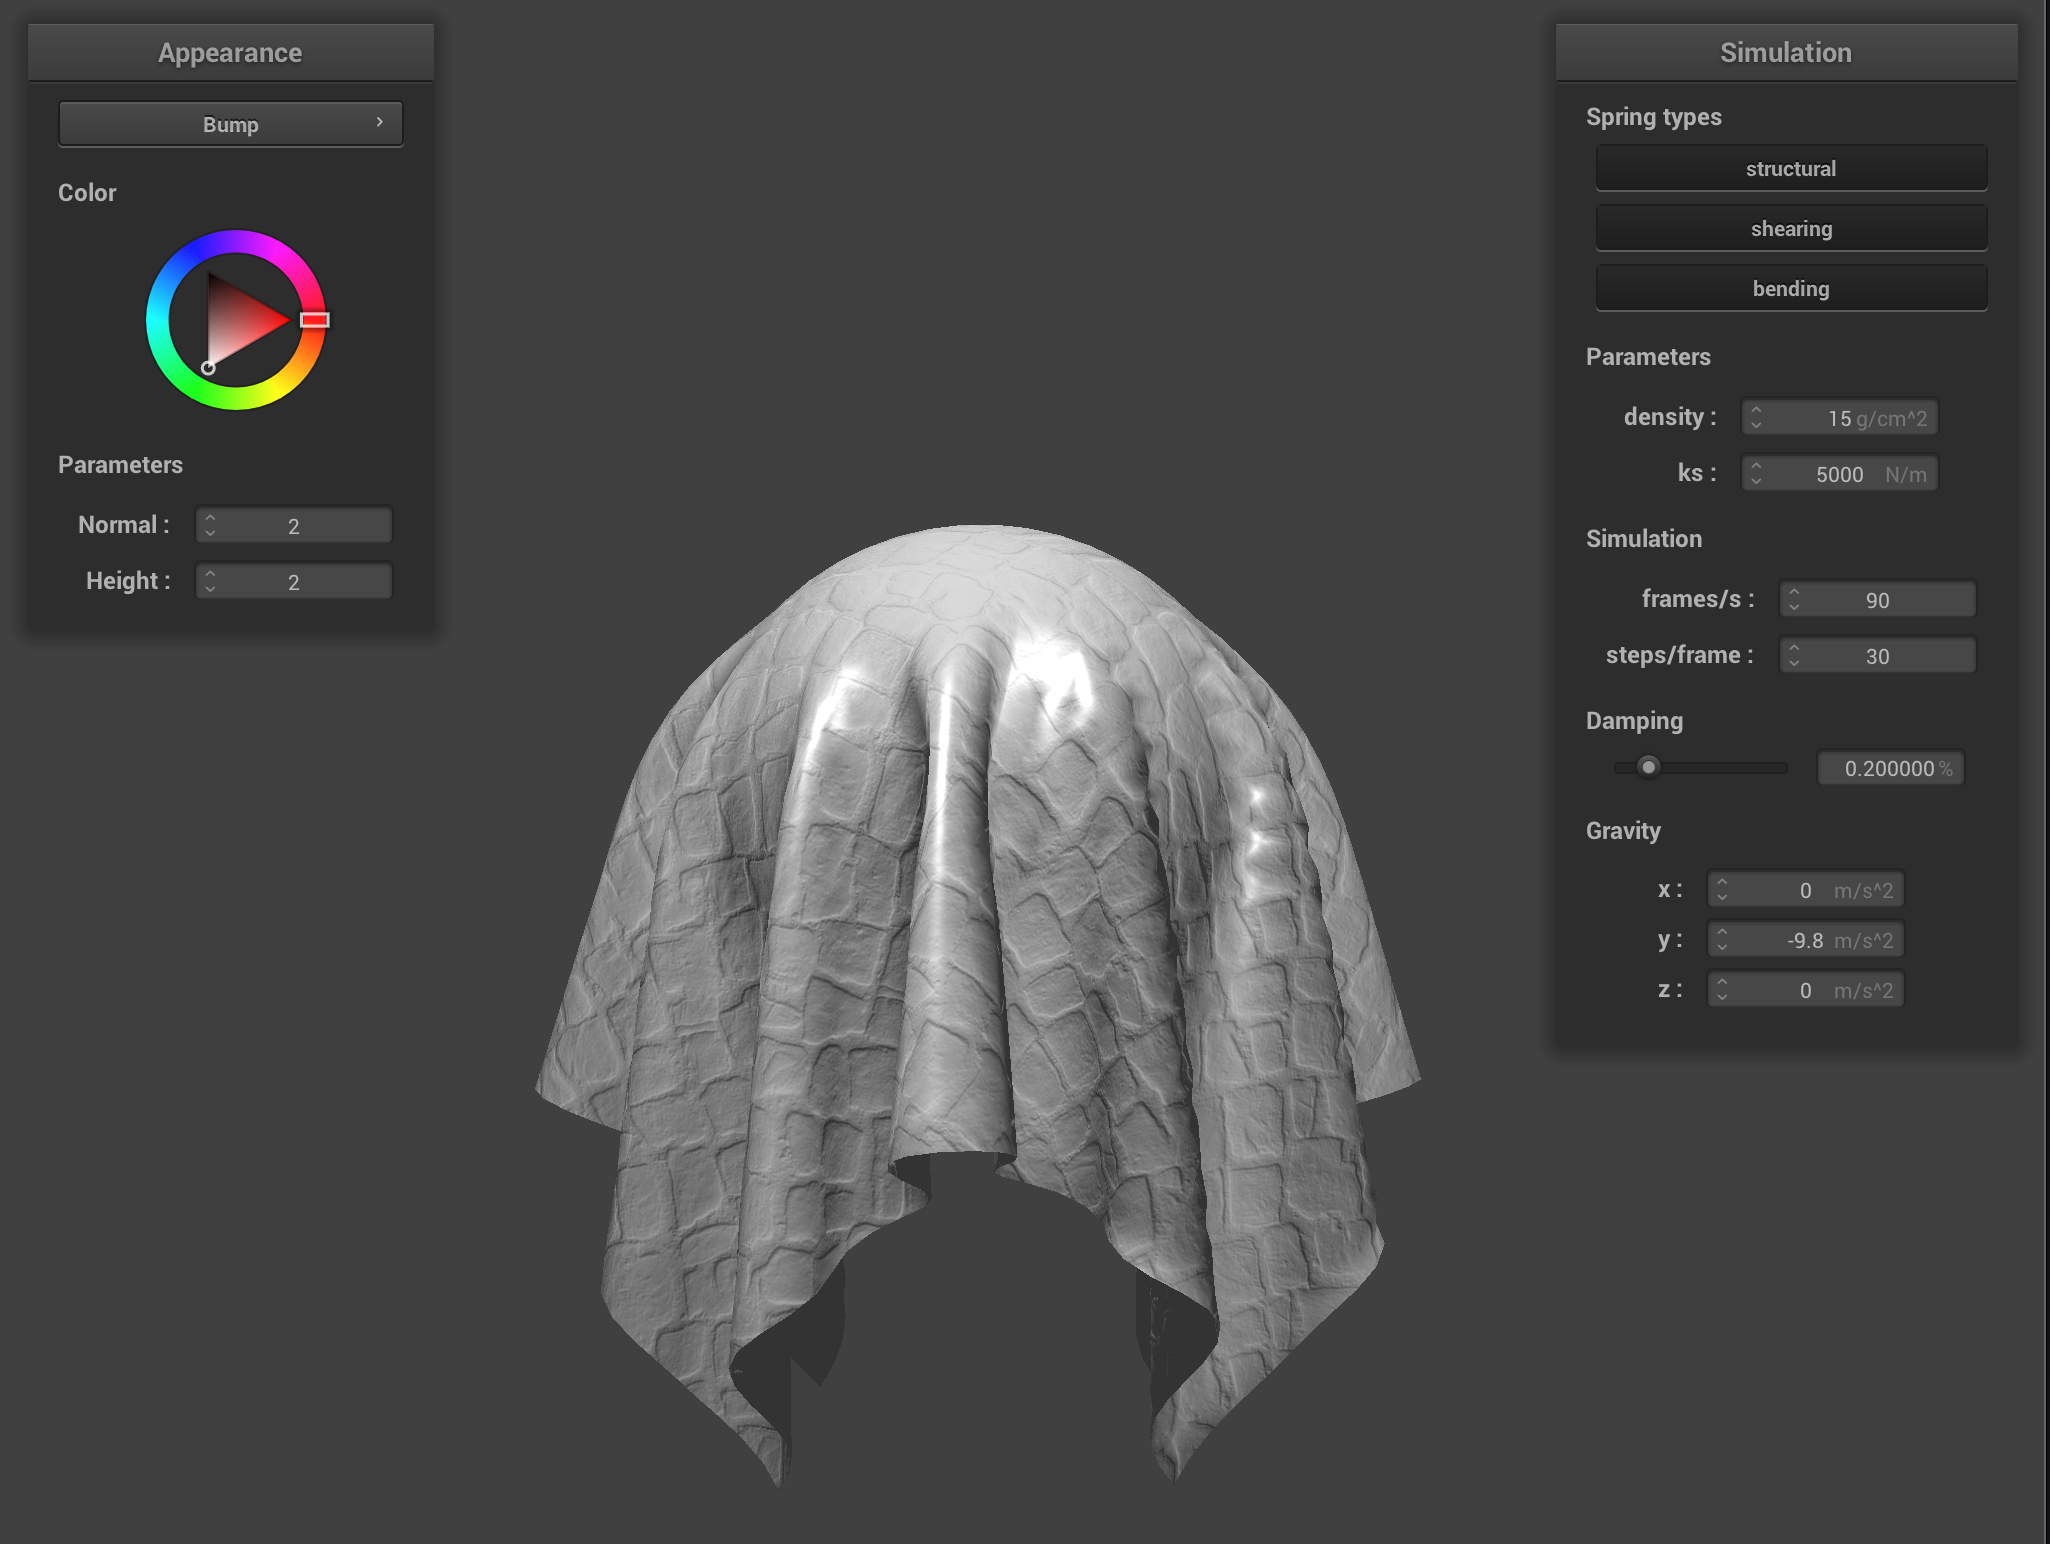 Appearance
Bump
Color
Parameters
Normal : 2
Height : 2
Simulation
Spring types
structural
shearing
bending
Parameters
density : 15 g/cm^2
ks : 5000 N/m
Simulation
frames/s : 90
steps/frame : 30
Damping
0.200000 %
Gravity
x : 0 m/s^2
y : -9.8 m/s^2
z : 0 m/s^2